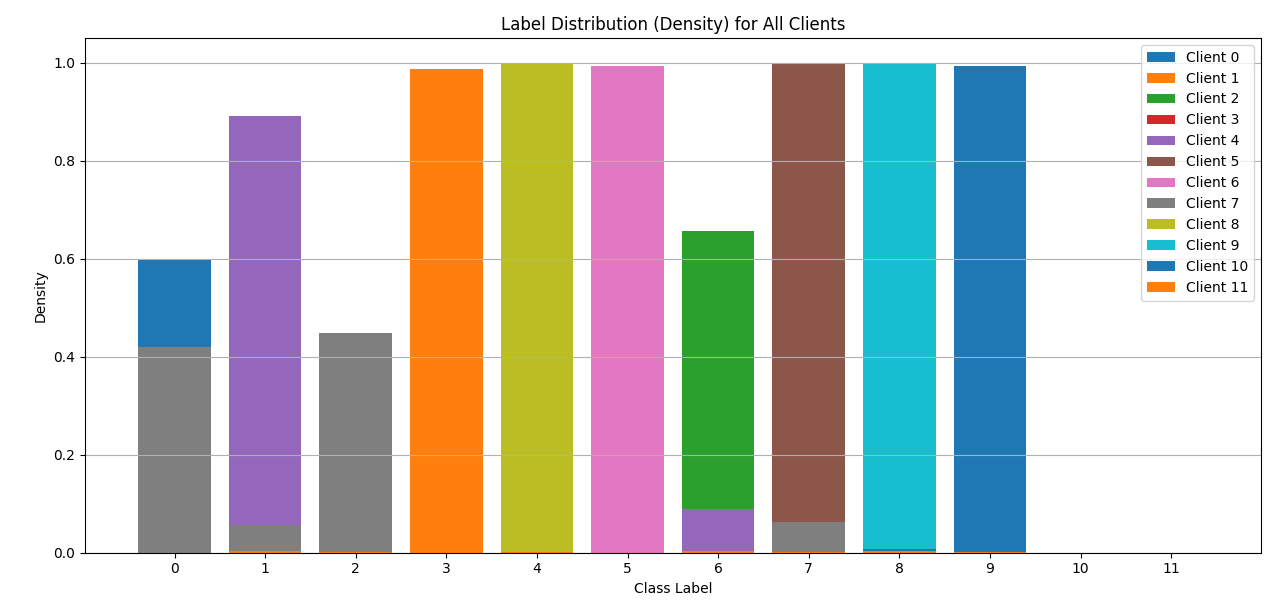 Label Distribution (Density) for All Clients
1.0
0.8
0.6
0.4
0.2
0.0
Density
0 1 2 3 4 5 6 7 8 9 10 11
Class Label
Client 0
Client 1
Client 2
Client 3
Client 4
Client 5
Client 6
Client 7
Client 8
Client 9
Client 10
Client 11